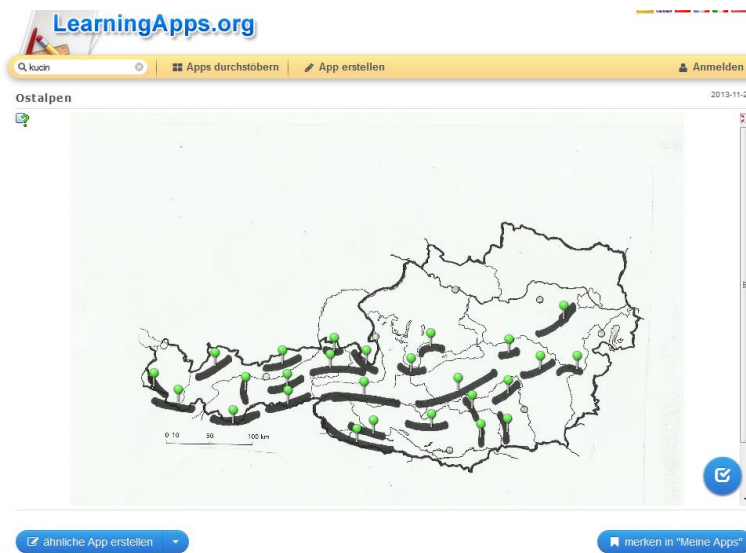 LearningApps.org
kucin
Apps durchstöbern
App erstellen
Anmelden
Ostalpen
2013-11-2
0 10 50 100 km
ähnliche App erstellen
merken in "Meine Apps"